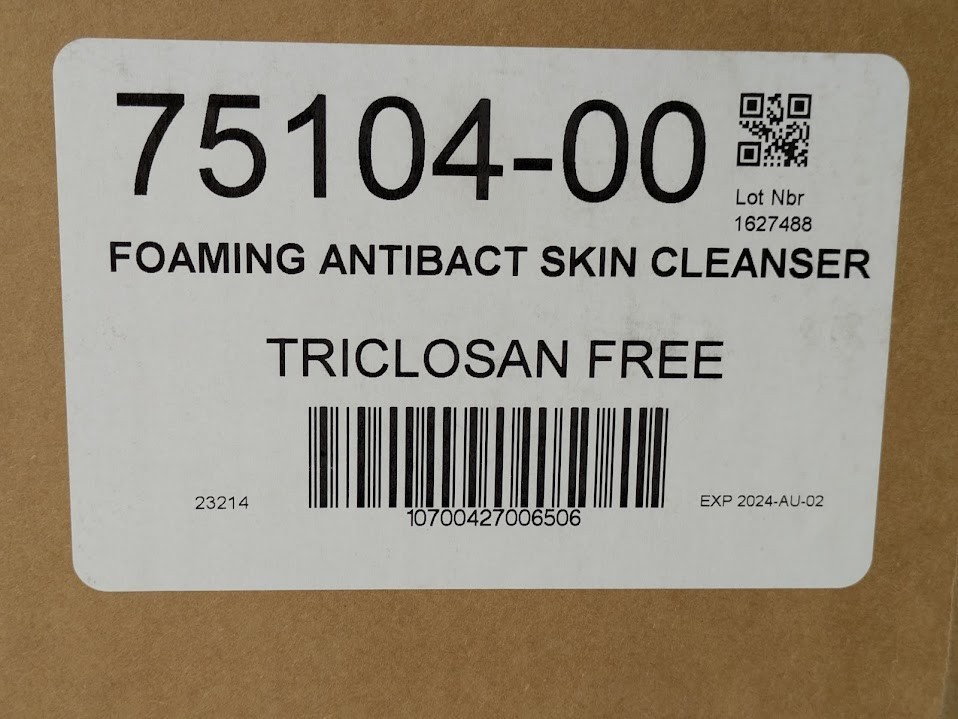 75104-00
Lot Nbr
1627488
FOAMING ANTIBACT SKIN CLEANSER
TRICLOSAN FREE
23214
10700427006506
EXP 2024-AU-02